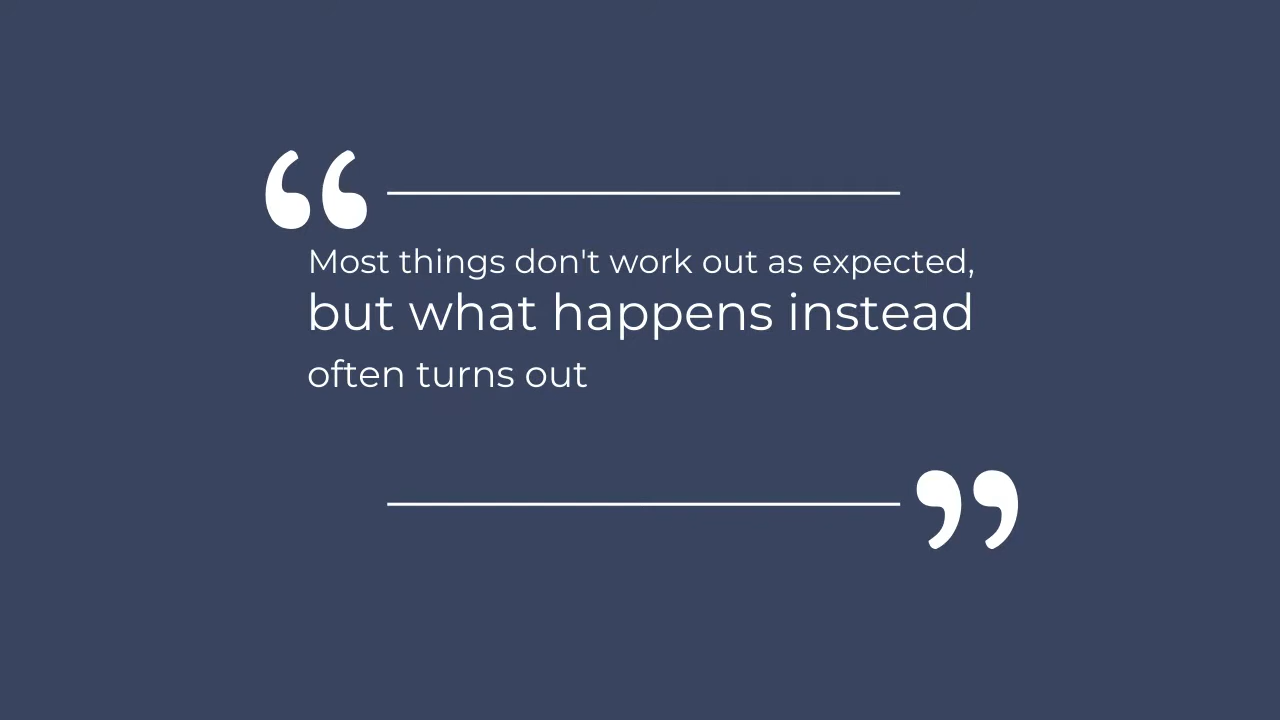 Most things don't work out as expected,
but what happens instead
often turns out